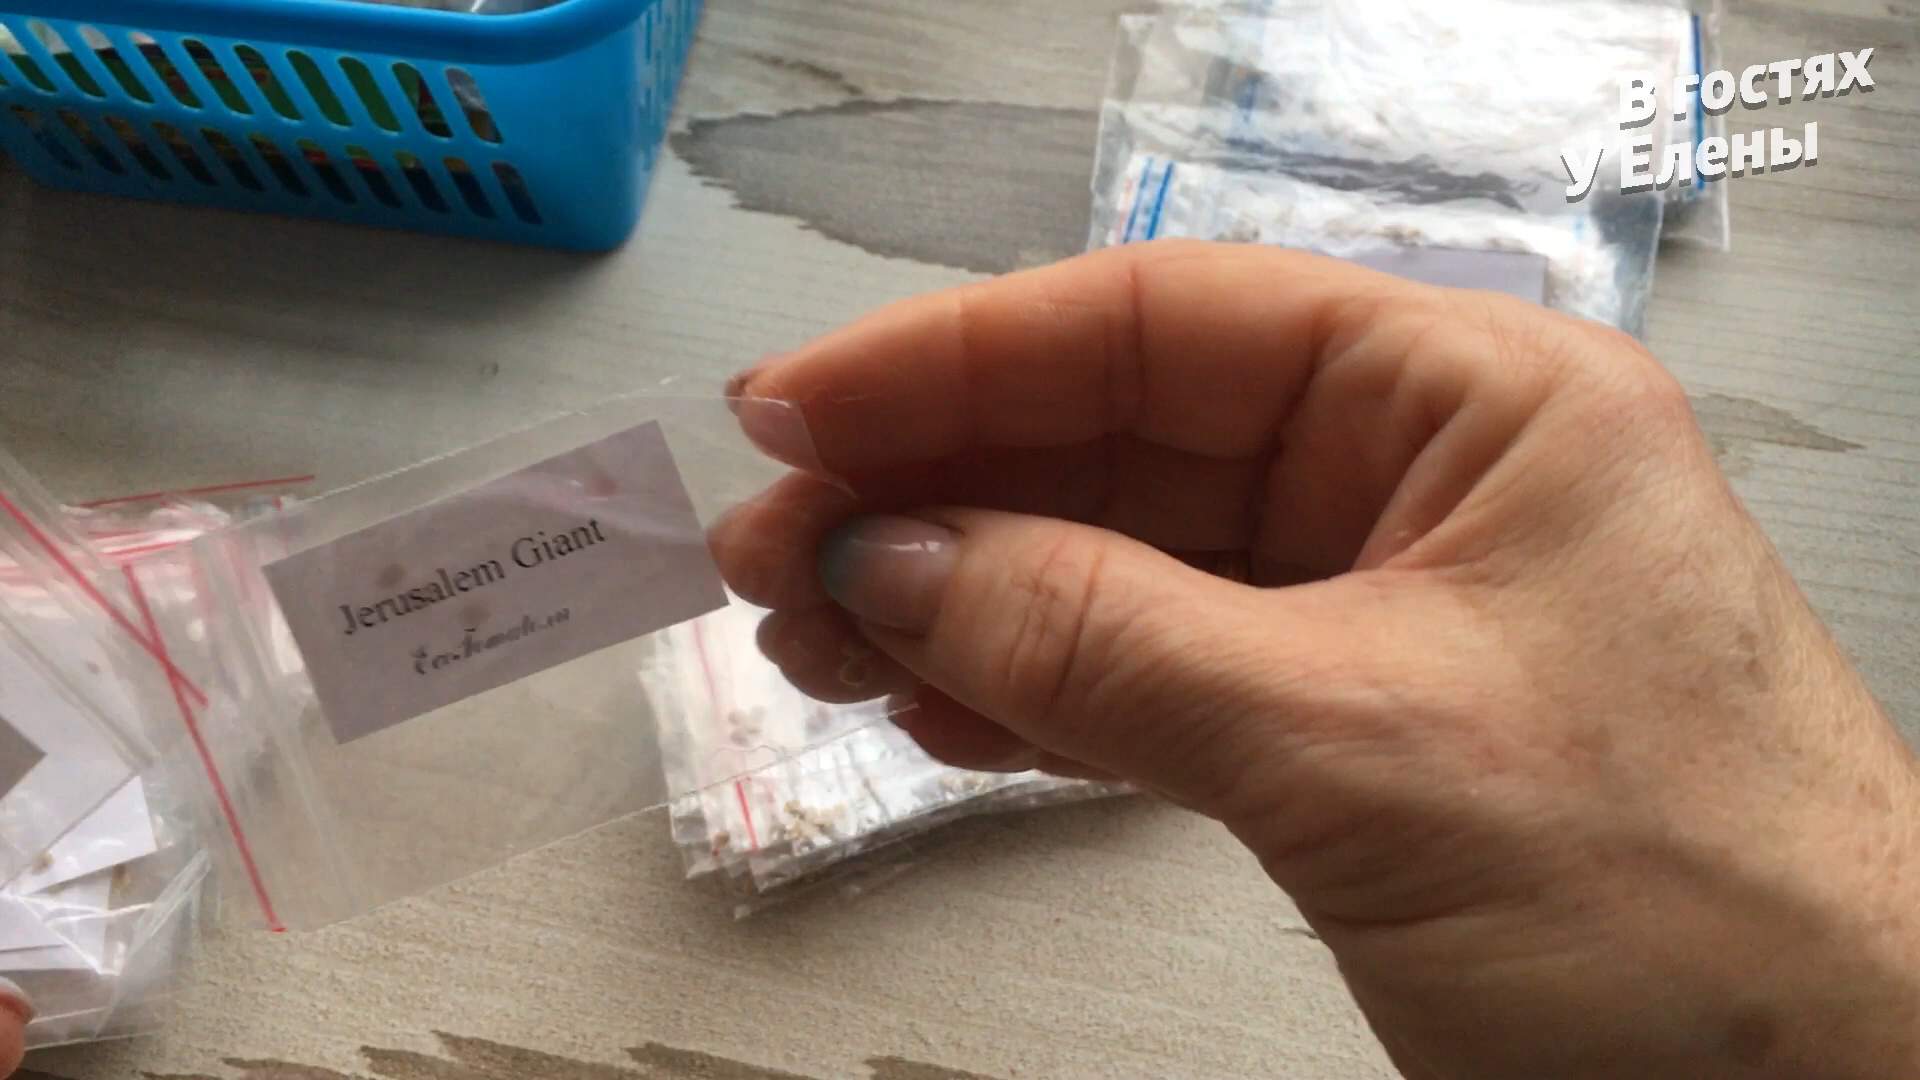 В гостях
у Елены
Jerusalem Giant